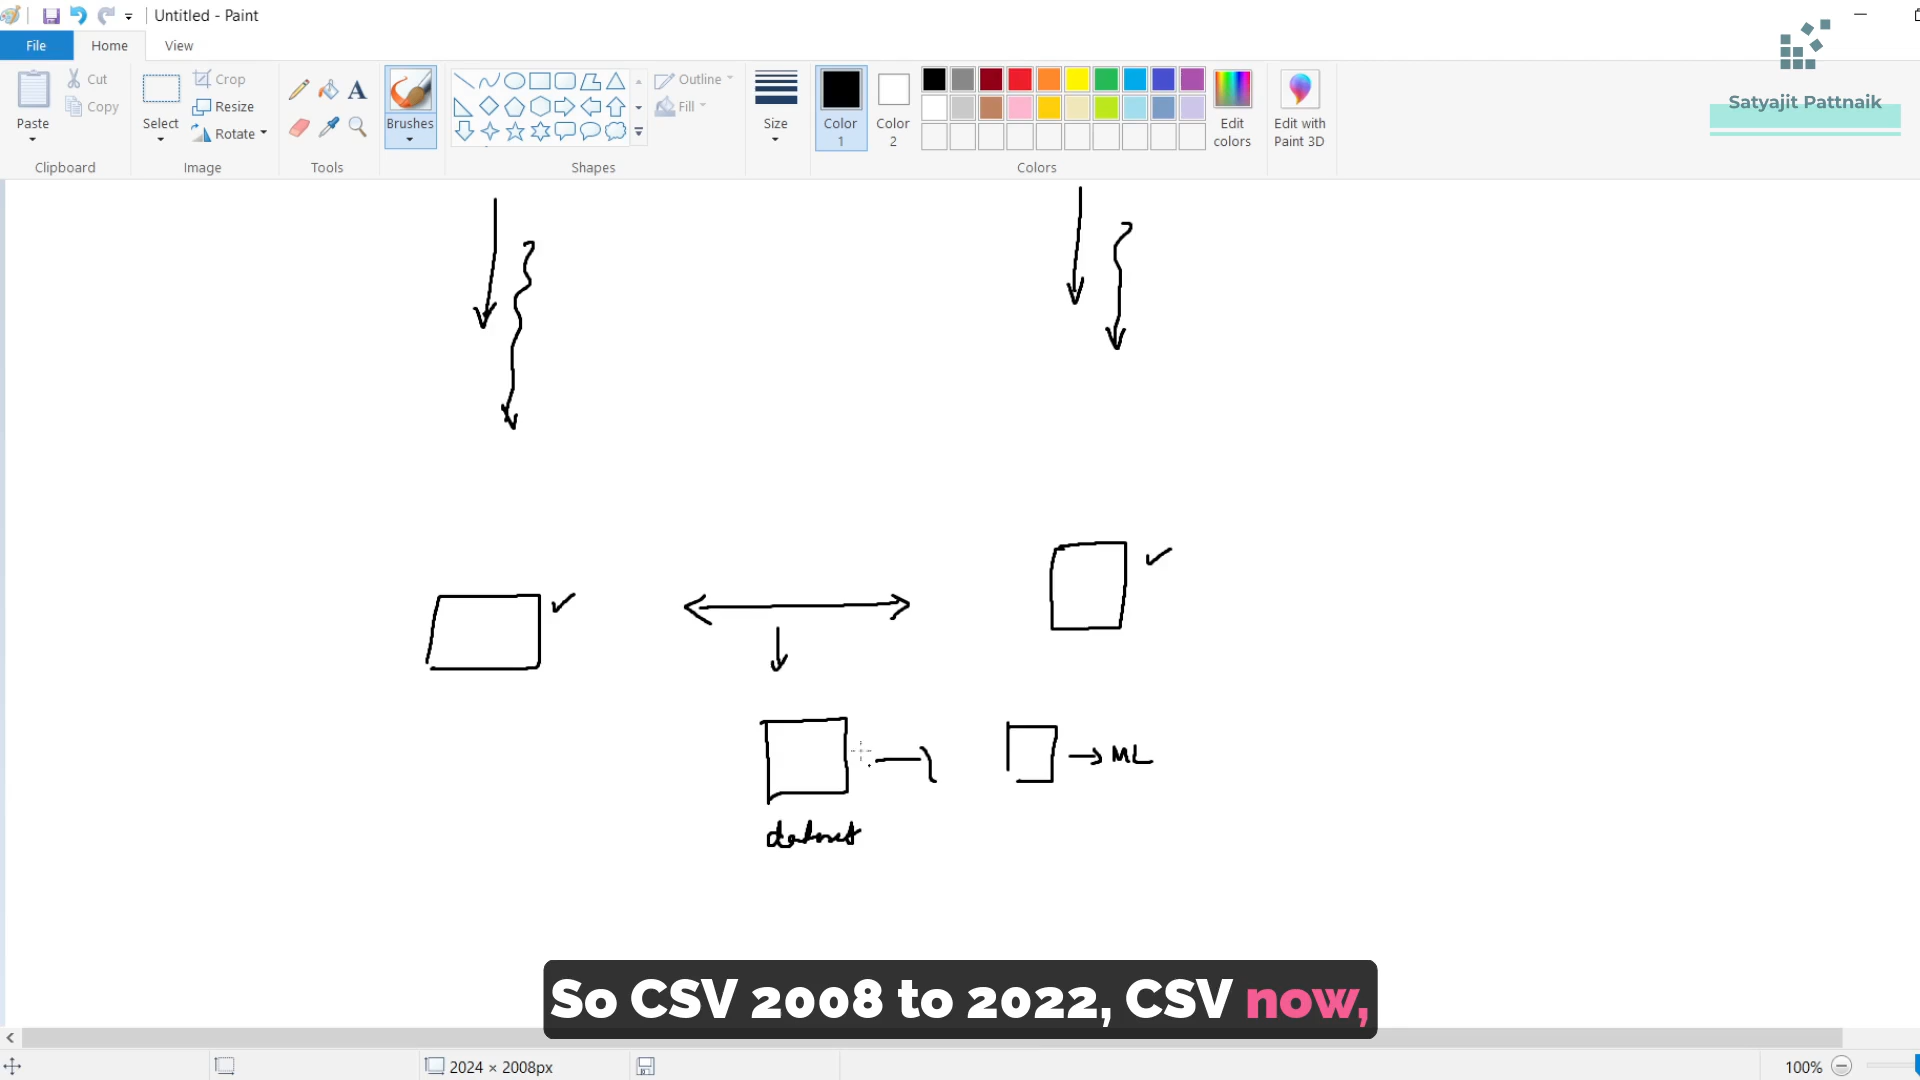 Untitled - Paint
File
Home
View
Paste
Cut
Copy
Clipboard
Select
Crop
Resize
Rotate
Image
Tools
Brushes
Shapes
Outline
Fill
Size
Color 1
Color 2
Edit colors
Edit with Paint 3D
Colors
Satyajit Pattnaik
ML
dataset
So CSV 2008 to 2022, CSV now,
2024 × 2008px
100%